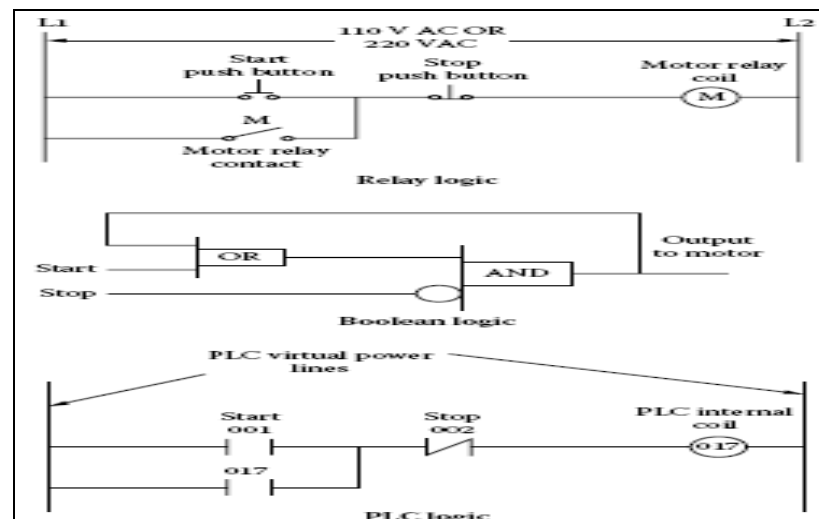 L1
L2
110 V AC OR
220 VAC
Start
push button
Stop
push button
Motor relay
coil
M
M
Motor relay
contact
Relay logic
OR
Output
to motor
Start
AND
Stop
Boolean logic
PLC virtual power
lines
Start
001
Stop
002
PLC internal
coil
017
017
PLC logic